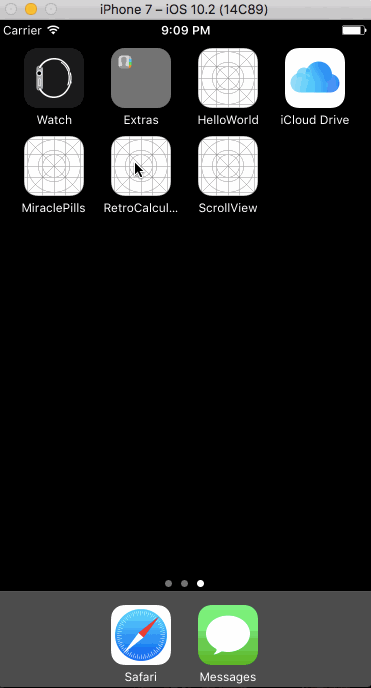 iPhone 7 – iOS 10.2 (14C89)
Carrier 9:09 PM
Watch Extras HelloWorld iCloud Drive
MiraclePills RetroCalcul... ScrollView
Safari Messages